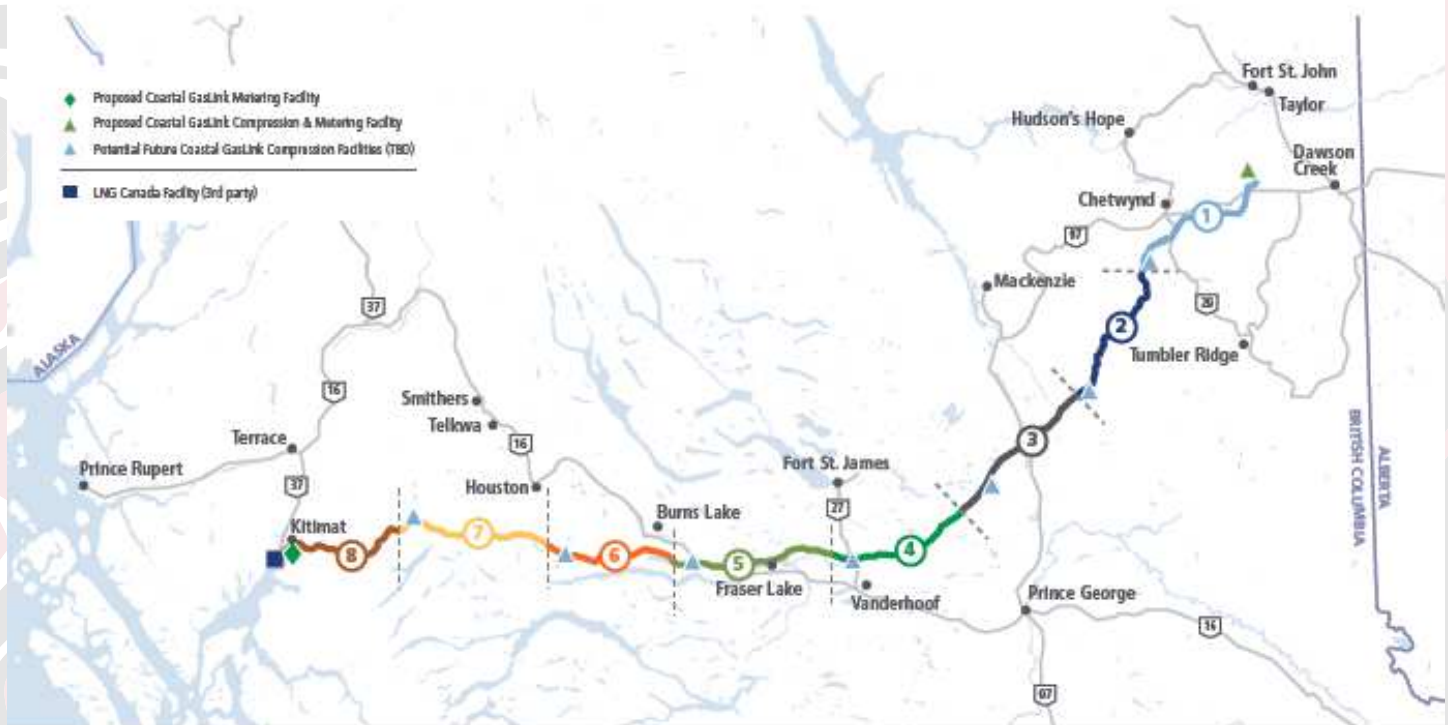 Proposed Coastal GasLink Metering Facility
Proposed Coastal GasLink Compression & Metering Facility
Potential Future Coastal GasLink Compression Facilities (TBD)
LNG Canada Facility (3rd party)
Fort St. John
Taylor
Hudson's Hope
Dawson
Creek
Chetwynd
1
97
Mackenzie
29
2
Tumbler Ridge
ALASKA
37
16
Smithers
Telkwa
16
3
BRITISH COLUMBIA
ALBERTA
Terrace
Prince Rupert
37
Houston
Fort St. James
27
Burns Lake
Kitimat
8
7
6
5
4
Fraser Lake
Vanderhoof
Prince George
16
97